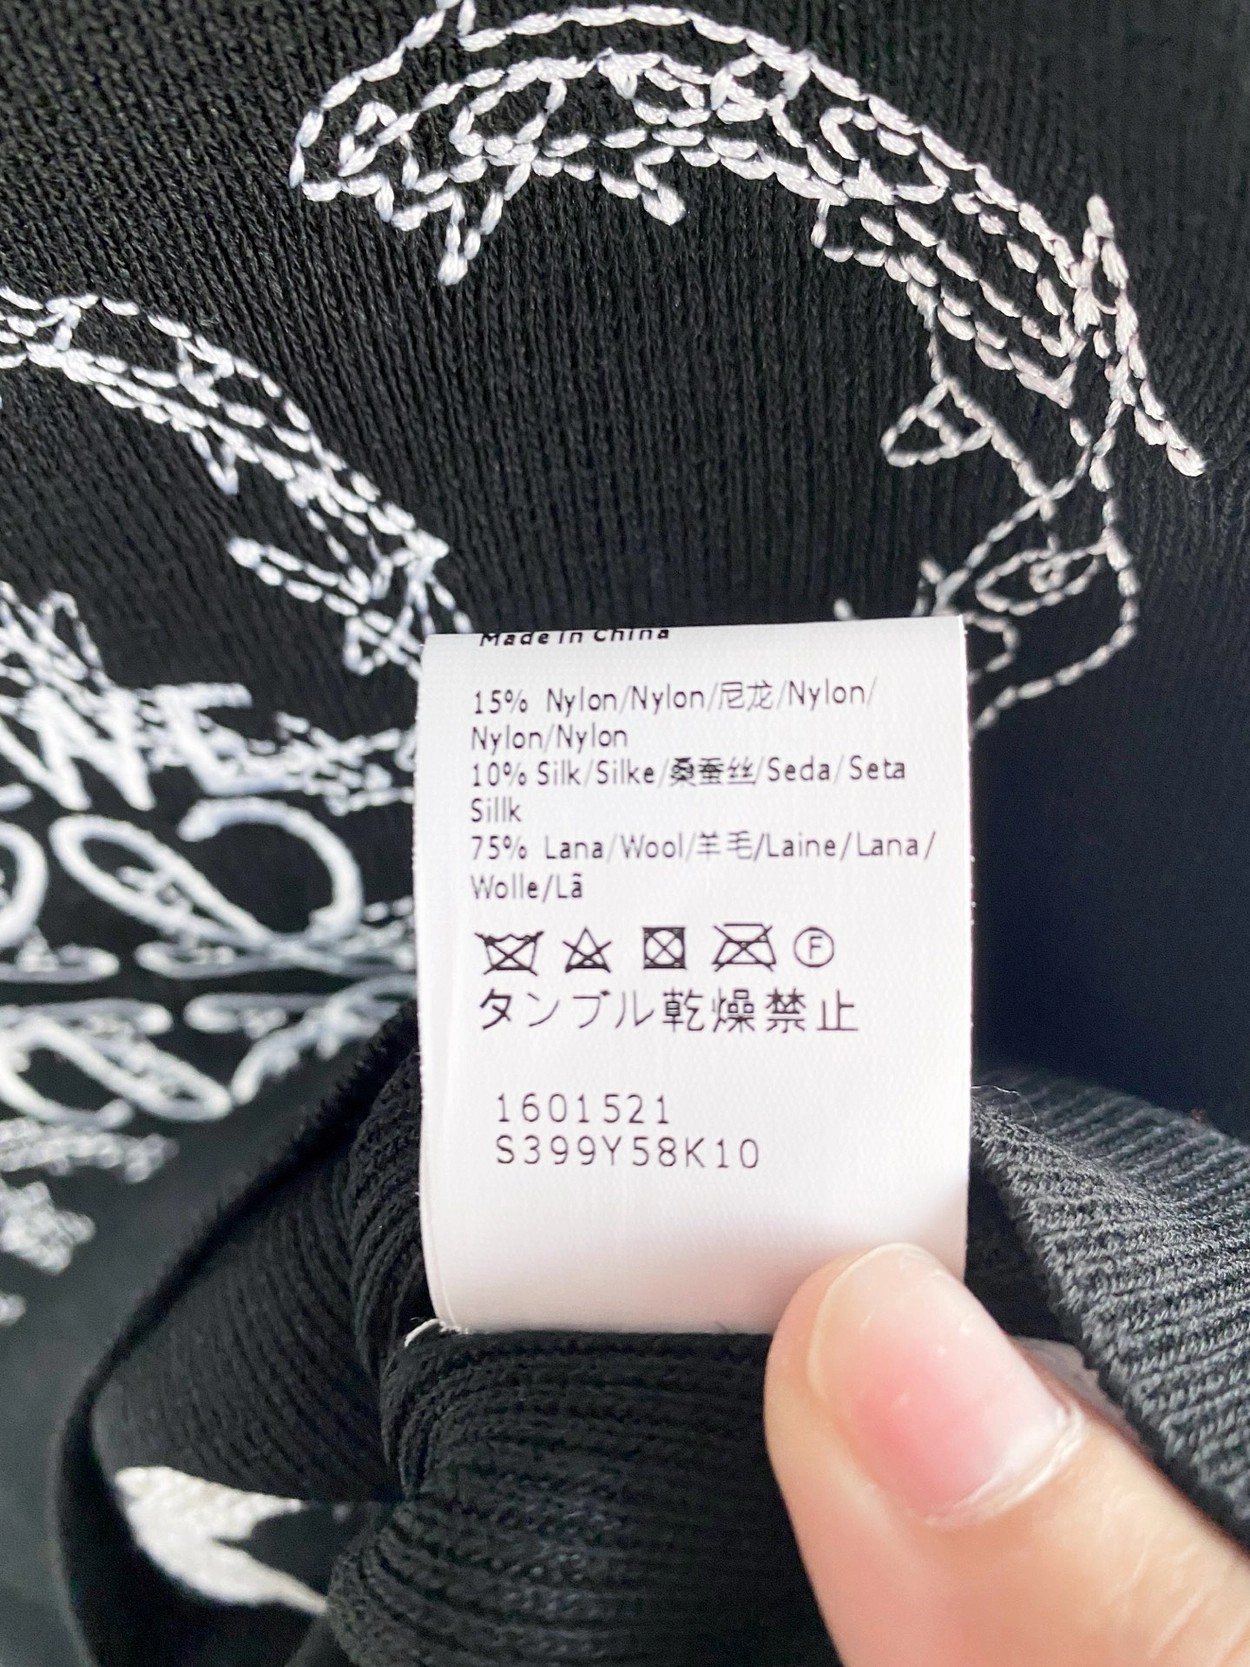 Made in China
15% Nylon/Nylon/尼龙/Nylon/
Nylon/Nylon
10% Silk/Silke/桑蚕丝/Seda/Seta
Sillk
75% Lana/Wool/羊毛/Laine/Lana/
Wolle/Lã
F
タンブル乾燥禁止
1601521
S399Y58K10